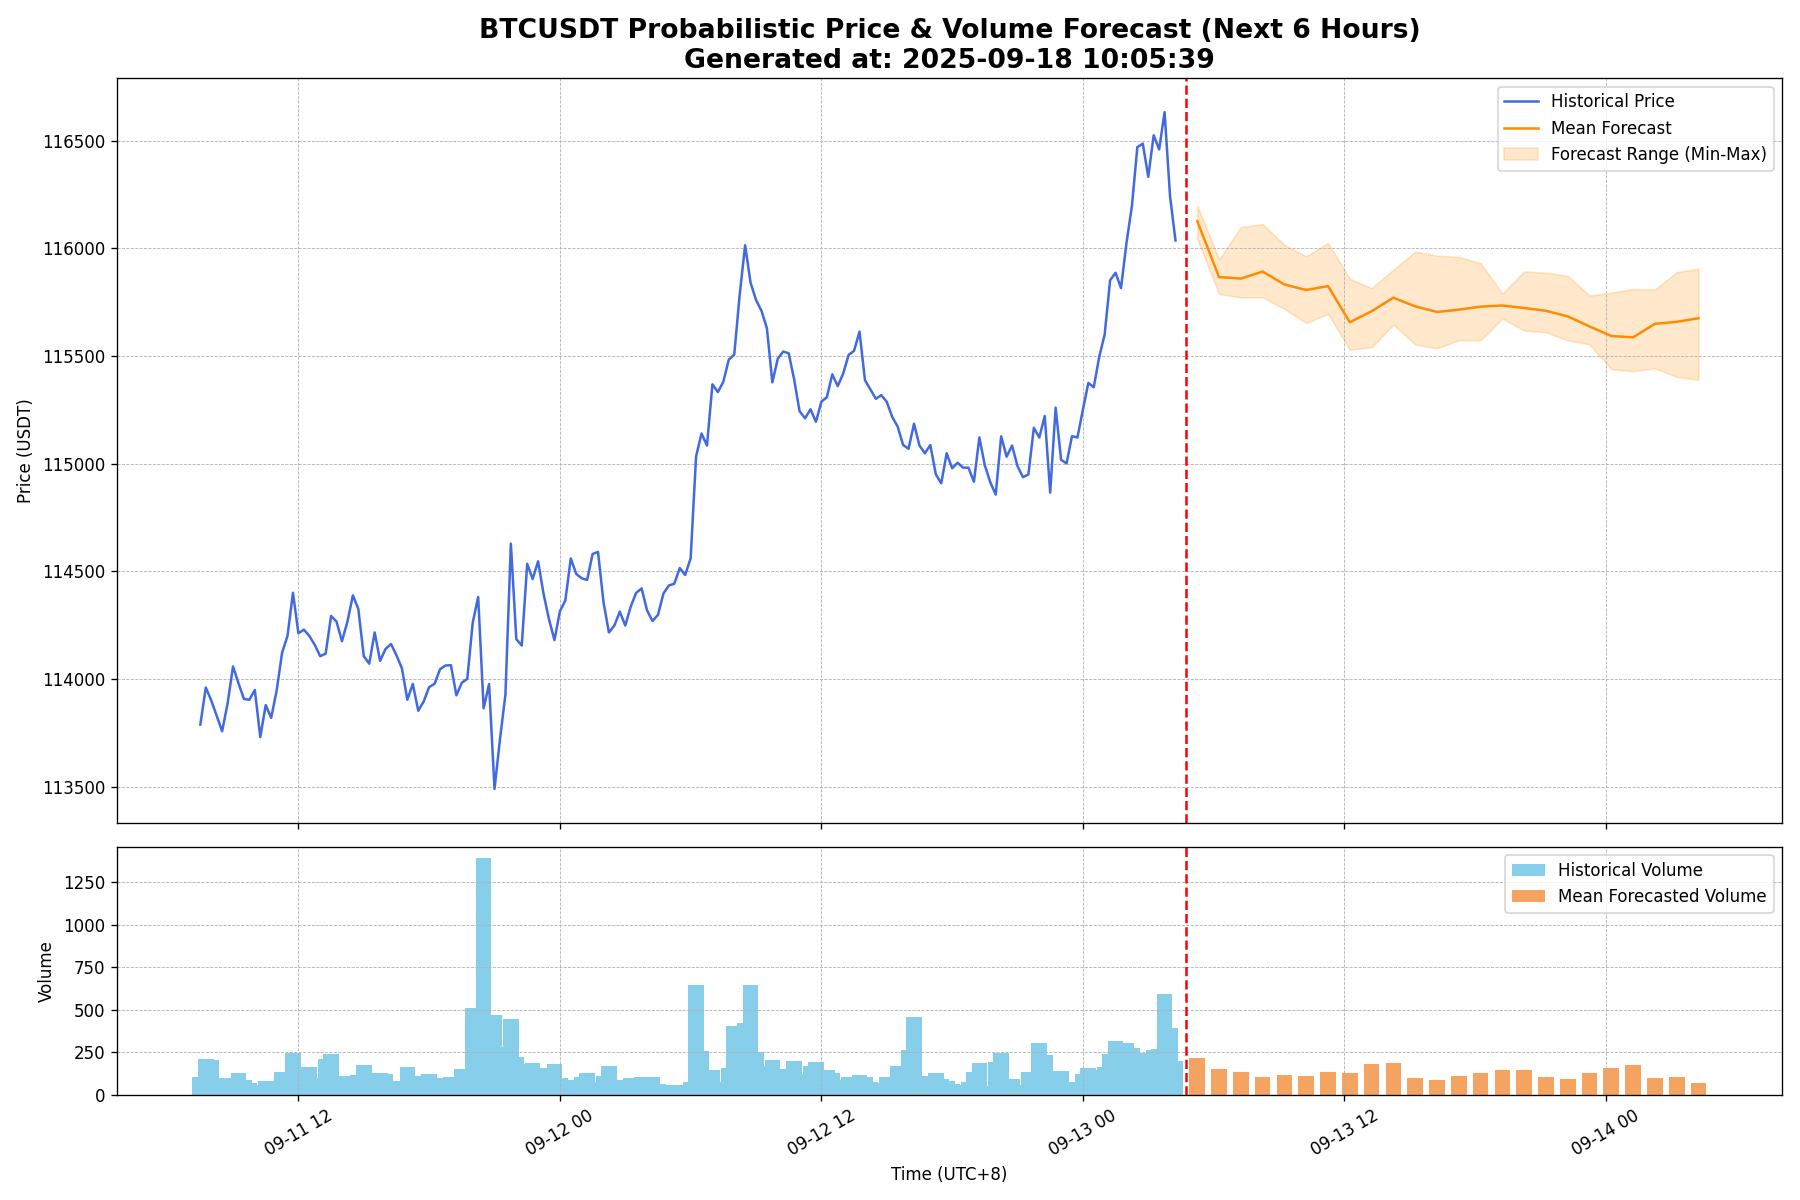 BTCUSDT Probabilistic Price & Volume Forecast (Next 6 Hours)
Generated at: 2025-09-18 10:05:39
Historical Price
Mean Forecast
Forecast Range (Min-Max)
Price (USDT)
116500
116000
115500
115000
114500
114000
113500
Historical Volume
Mean Forecasted Volume
Volume
1250
1000
750
500
250
0
09-11 12
09-12 00
09-12 12
09-13 00
09-13 12
09-14 00
Time (UTC+8)